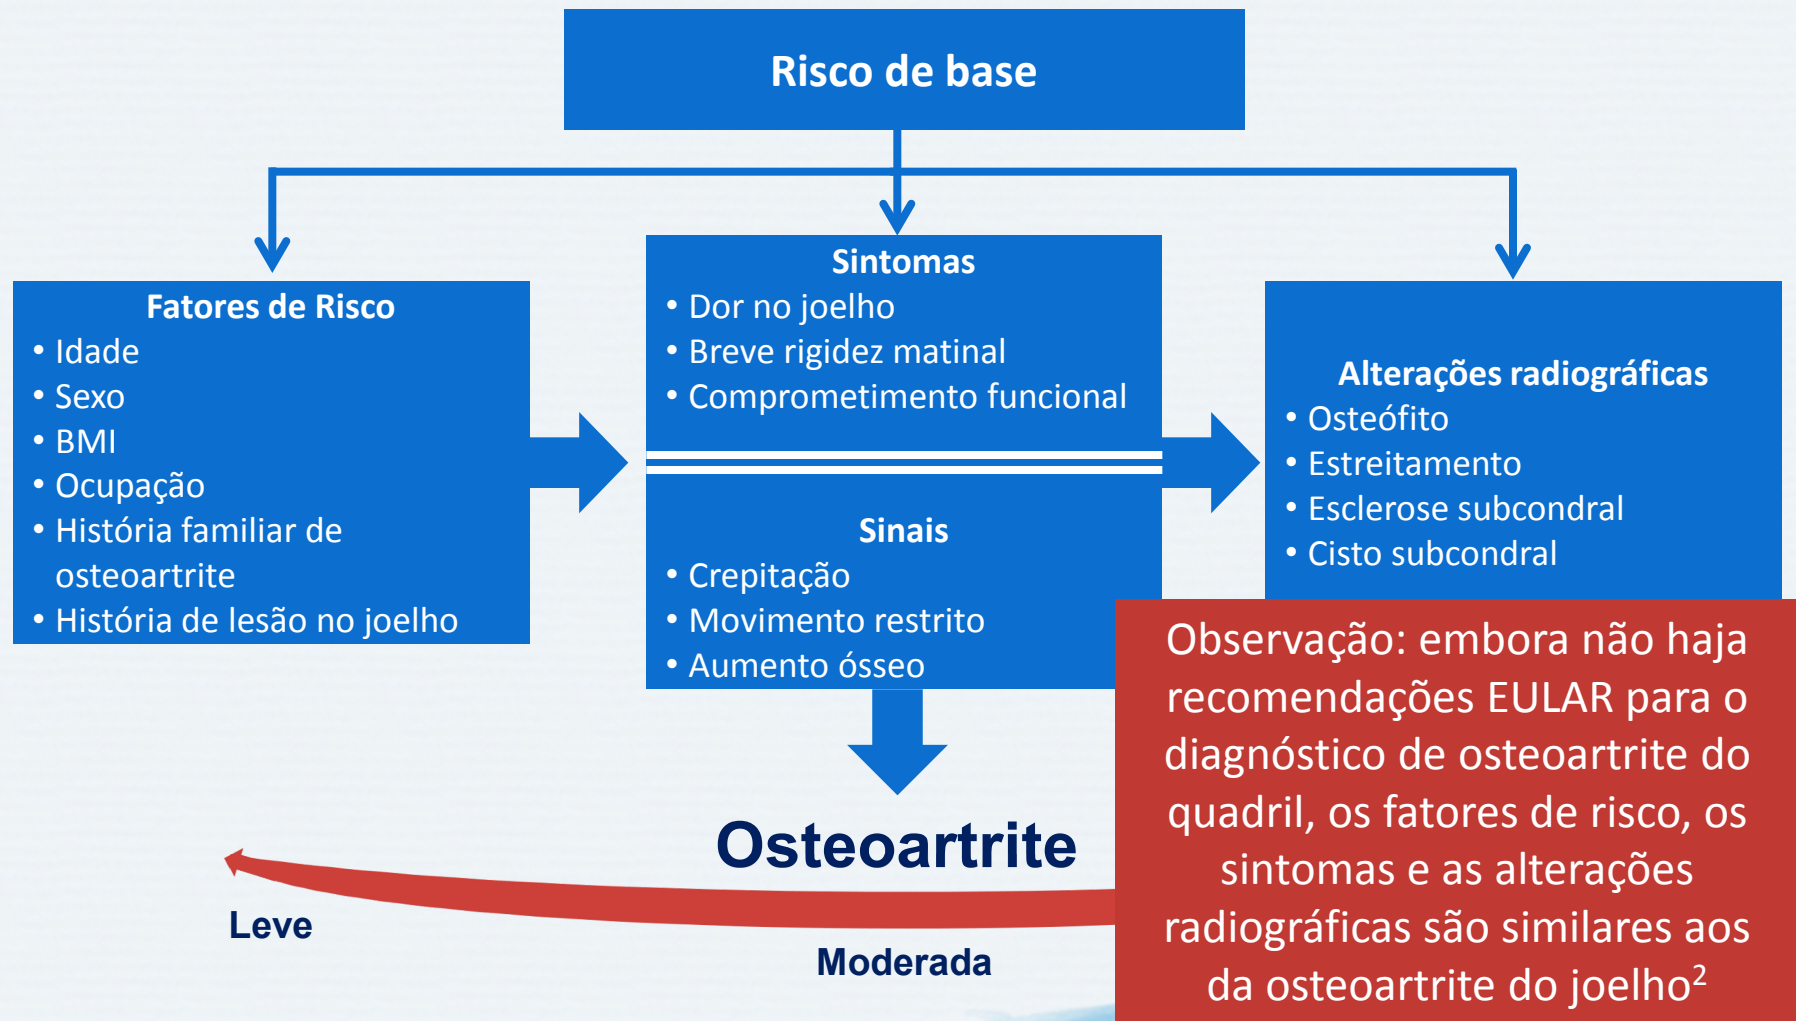 Risco de base
Fatores de Risco
• Idade
• Sexo
• BMI
• Ocupação
• História familiar de
osteoartrite
• História de lesão no joelho
Sintomas
• Dor no joelho
• Breve rigidez matinal
• Comprometimento funcional
Sinais
• Crepitação
• Movimento restrito
• Aumento ósseo
Alterações radiográficas
• Osteófito
• Estreitamento
• Esclerose subcondral
• Cisto subcondral
Osteoartrite
Leve
Moderada
Observação: embora não haja
recomendações EULAR para o
diagnóstico de osteoartrite do
quadril, os fatores de risco, os
sintomas e as alterações
radiográficas são similares aos
da osteoartrite do joelho²